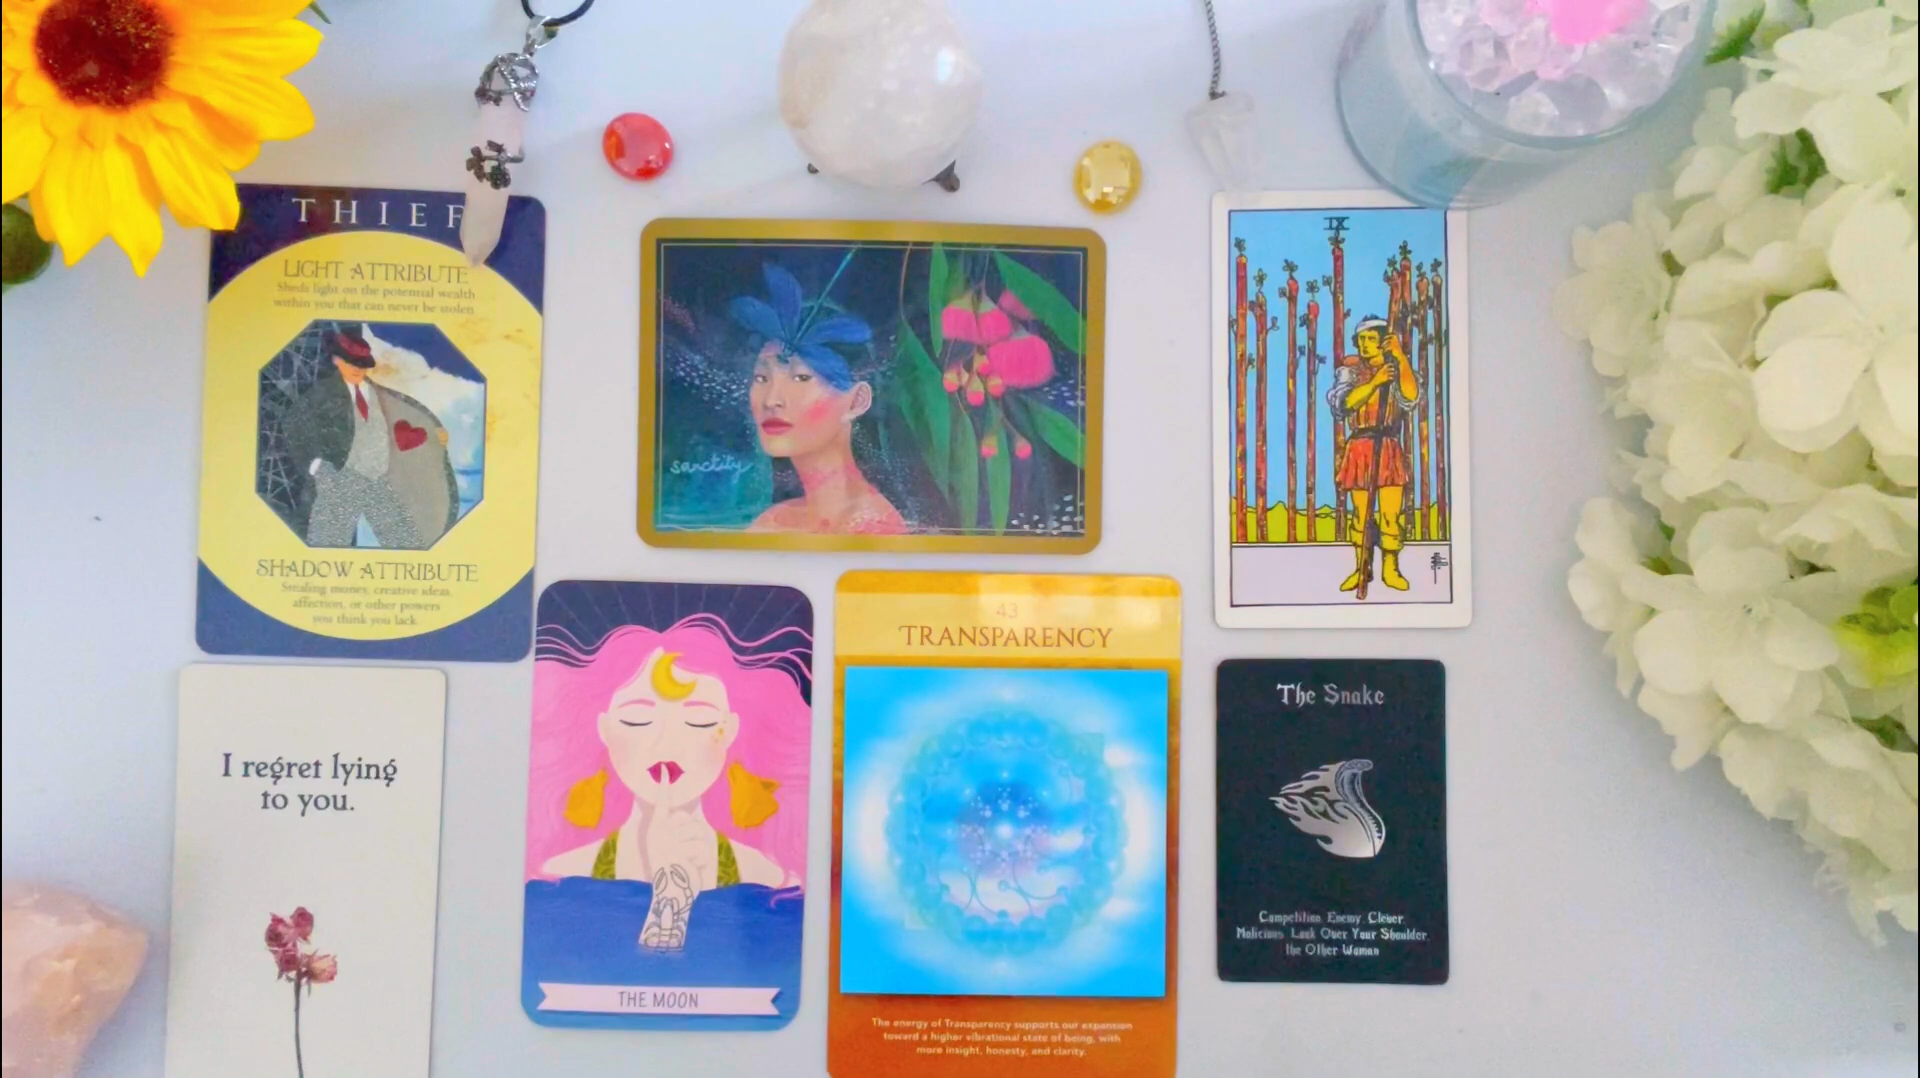 THIEF
LIGHT ATTRIBUTE
Sheds light on the potential wealth
within you that can never be stolen
SHADOW ATTRIBUTE
Stealing money, creative ideas,
affection, or other powers
you think you lack.
sanctity
IX
I regret lying
to you.
THE MOON
43
TRANSPARENCY
The energy of Transparency supports our expansion
toward a higher vibrational state of being, with
more insight, honesty, and clarity.
The Snake
Competition, Enemy, Clever,
Malicious, Look Over Your Shoulder,
the Other Woman